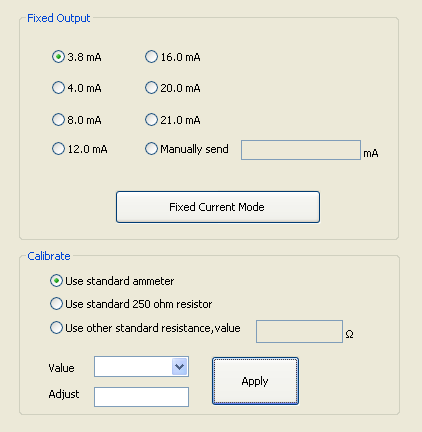 Fixed Output
3.8 mA
16.0 mA
4.0 mA
20.0 mA
8.0 mA
21.0 mA
12.0 mA
Manually send
mA
Fixed Current Mode
Calibrate
Use standard ammeter
Use standard 250 ohm resistor
Use other standard resistance,value
Ω
Value
Adjust
Apply